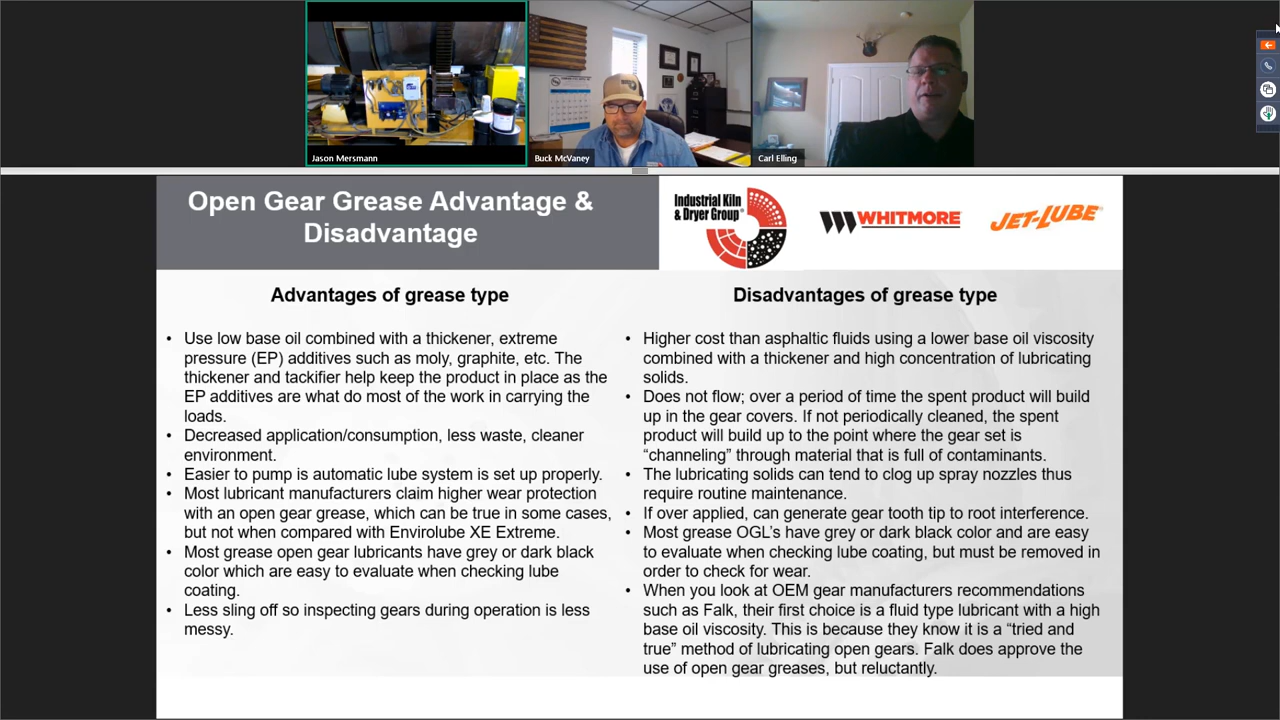 Jason Mersmann
Buck McVaney
Carl Elling
Open Gear Grease Advantage &
Disadvantage
Industrial Kiln
& Dryer Group
WHITMORE
JET-LUBE
Advantages of grease type
• Use low base oil combined with a thickener, extreme
pressure (EP) additives such as moly, graphite, etc. The
thickener and tackifier help keep the product in place as the
EP additives are what do most of the work in carrying the
loads.
• Decreased application/consumption, less waste, cleaner
environment.
• Easier to pump is automatic lube system is set up properly.
• Most lubricant manufacturers claim higher wear protection
with an open gear grease, which can be true in some cases,
but not when compared with Envirolube XE Extreme.
• Most grease open gear lubricants have grey or dark black
color which are easy to evaluate when checking lube
coating.
• Less sling off so inspecting gears during operation is less
messy.
Disadvantages of grease type
• Higher cost than asphaltic fluids using a lower base oil viscosity
combined with a thickener and high concentration of lubricating
solids.
• Does not flow; over a period of time the spent product will build
up in the gear covers. If not periodically cleaned, the spent
product will build up to the point where the gear set is
“channeling” through material that is full of contaminants.
• The lubricating solids can tend to clog up spray nozzles thus
require routine maintenance.
• If over applied, can generate gear tooth tip to root interference.
• Most grease OGL’s have grey or dark black color and are easy
to evaluate when checking lube coating, but must be removed in
order to check for wear.
• When you look at OEM gear manufacturers recommendations
such as Falk, their first choice is a fluid type lubricant with a high
base oil viscosity. This is because they know it is a “tried and
true” method of lubricating open gears. Falk does approve the
use of open gear greases, but reluctantly.